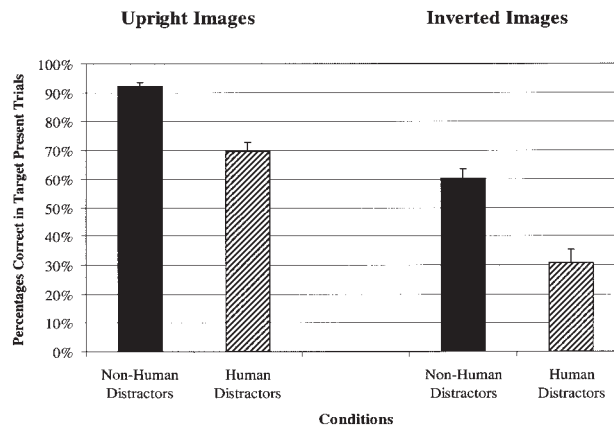 Upright Images
Inverted Images
Percentages Correct in Target Present Trials
100%
90%
80%
70%
60%
50%
40%
30%
20%
10%
0%
Non-Human
Distractors
Human
Distractors
Non-Human
Distractors
Human
Distractors
Conditions